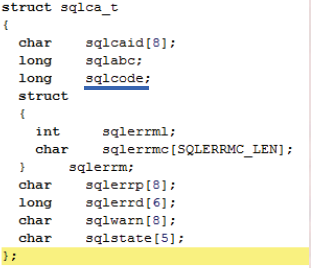 struct sqlca_t
{
char sqlcaid[8];
long sqlabc;
long sqlcode;
struct
{
int sqlerrml;
char sqlerrmc[SQLERRMC_LEN];
} sqlerrm;
char sqlerrp[8];
long sqlerrd[6];
char sqlwarn[8];
char sqlstate[5];
};